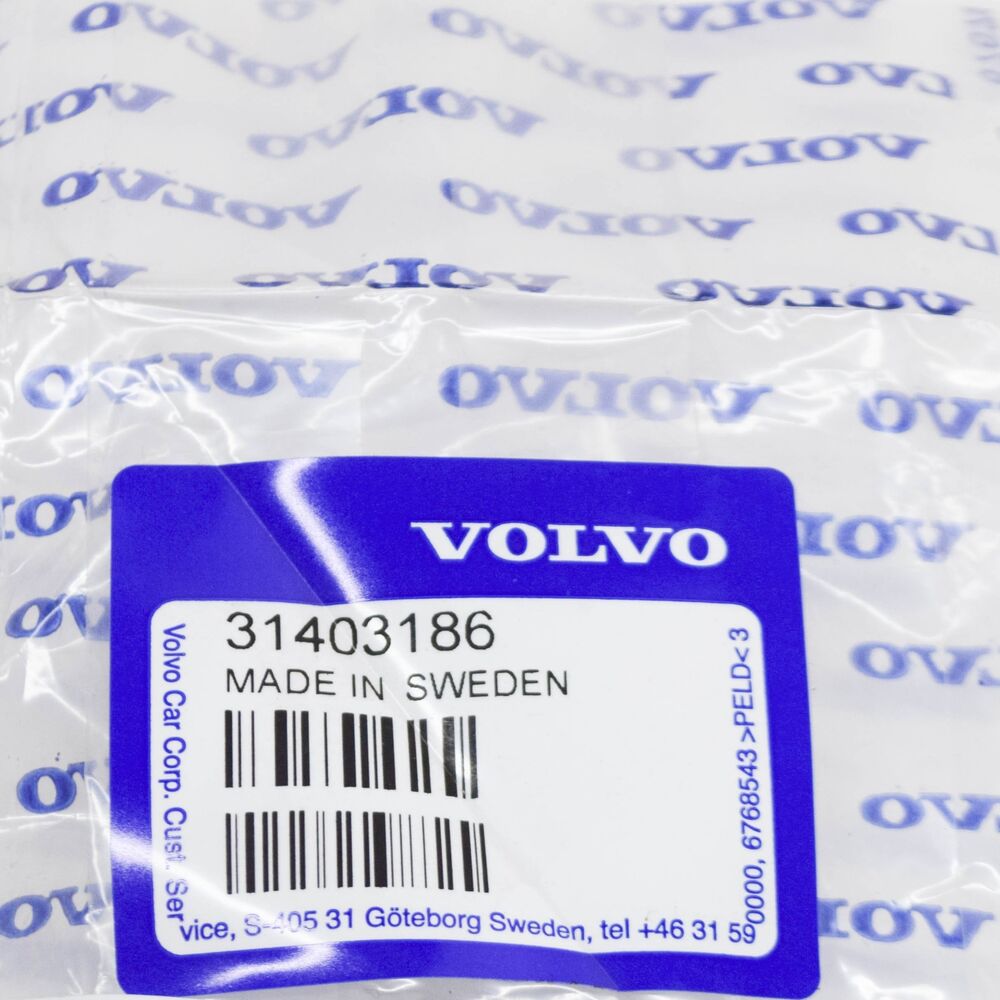 VOLVO
31403186
MADE IN SWEDEN
Volvo Car Corp. Cust. Service, S-405 31 Göteborg Sweden, tel +46 31 590000, 6768543 >PELD< 3